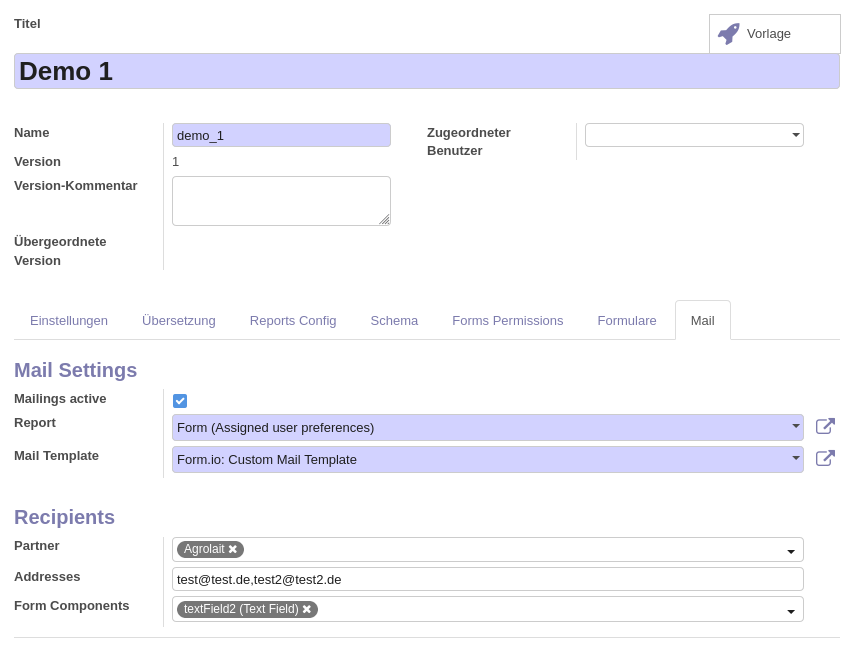 Titel
Vorlage
Demo 1
Name
demo_1
Zugeordneter
Benutzer
Version
1
Version-Kommentar
Übergeordnete
Version
Einstellungen Übersetzung Reports Config Schema Forms Permissions Formulare Mail
Mail Settings
Mailings active
Report
Form (Assigned user preferences)
Mail Template
Form.io: Custom Mail Template
Recipients
Partner
Agrolait
Addresses
test@test.de,test2@test2.de
Form Components
textField2 (Text Field)